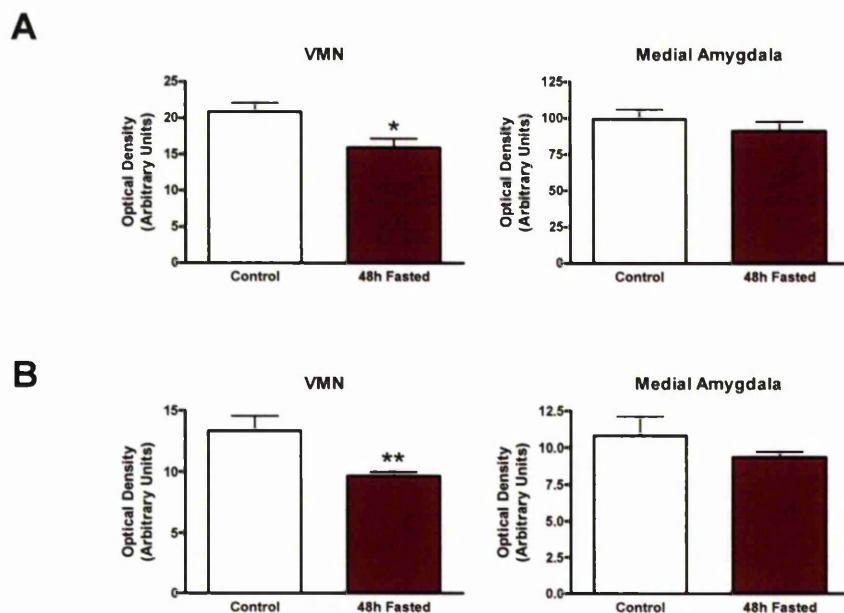 A
VMN
Optical Density
(Arbitrary Units)
25
20
15
10
5
0
*
Control
48h Fasted
Medial Amygdala
Optical Density
(Arbitrary Units)
125
100
75
50
25
0
Control
48h Fasted
B
VMN
Optical Density
(Arbitrary Units)
15
10
5
0
**
Control
48h Fasted
Medial Amygdala
Optical Density
(Arbitrary Units)
12.5
10.0
7.5
5.0
2.5
0.0
Control
48h Fasted